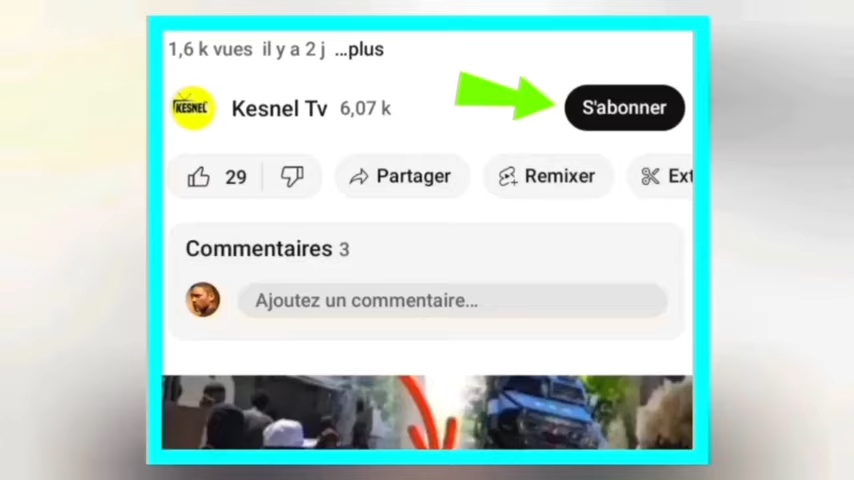 1,6 k vues il y a 2 j ...plus
KESNEL
Kesnel Tv 6,07 k
S'abonner
29
Partager
Remixer
Ext
Commentaires 3
Ajoutez un commentaire...